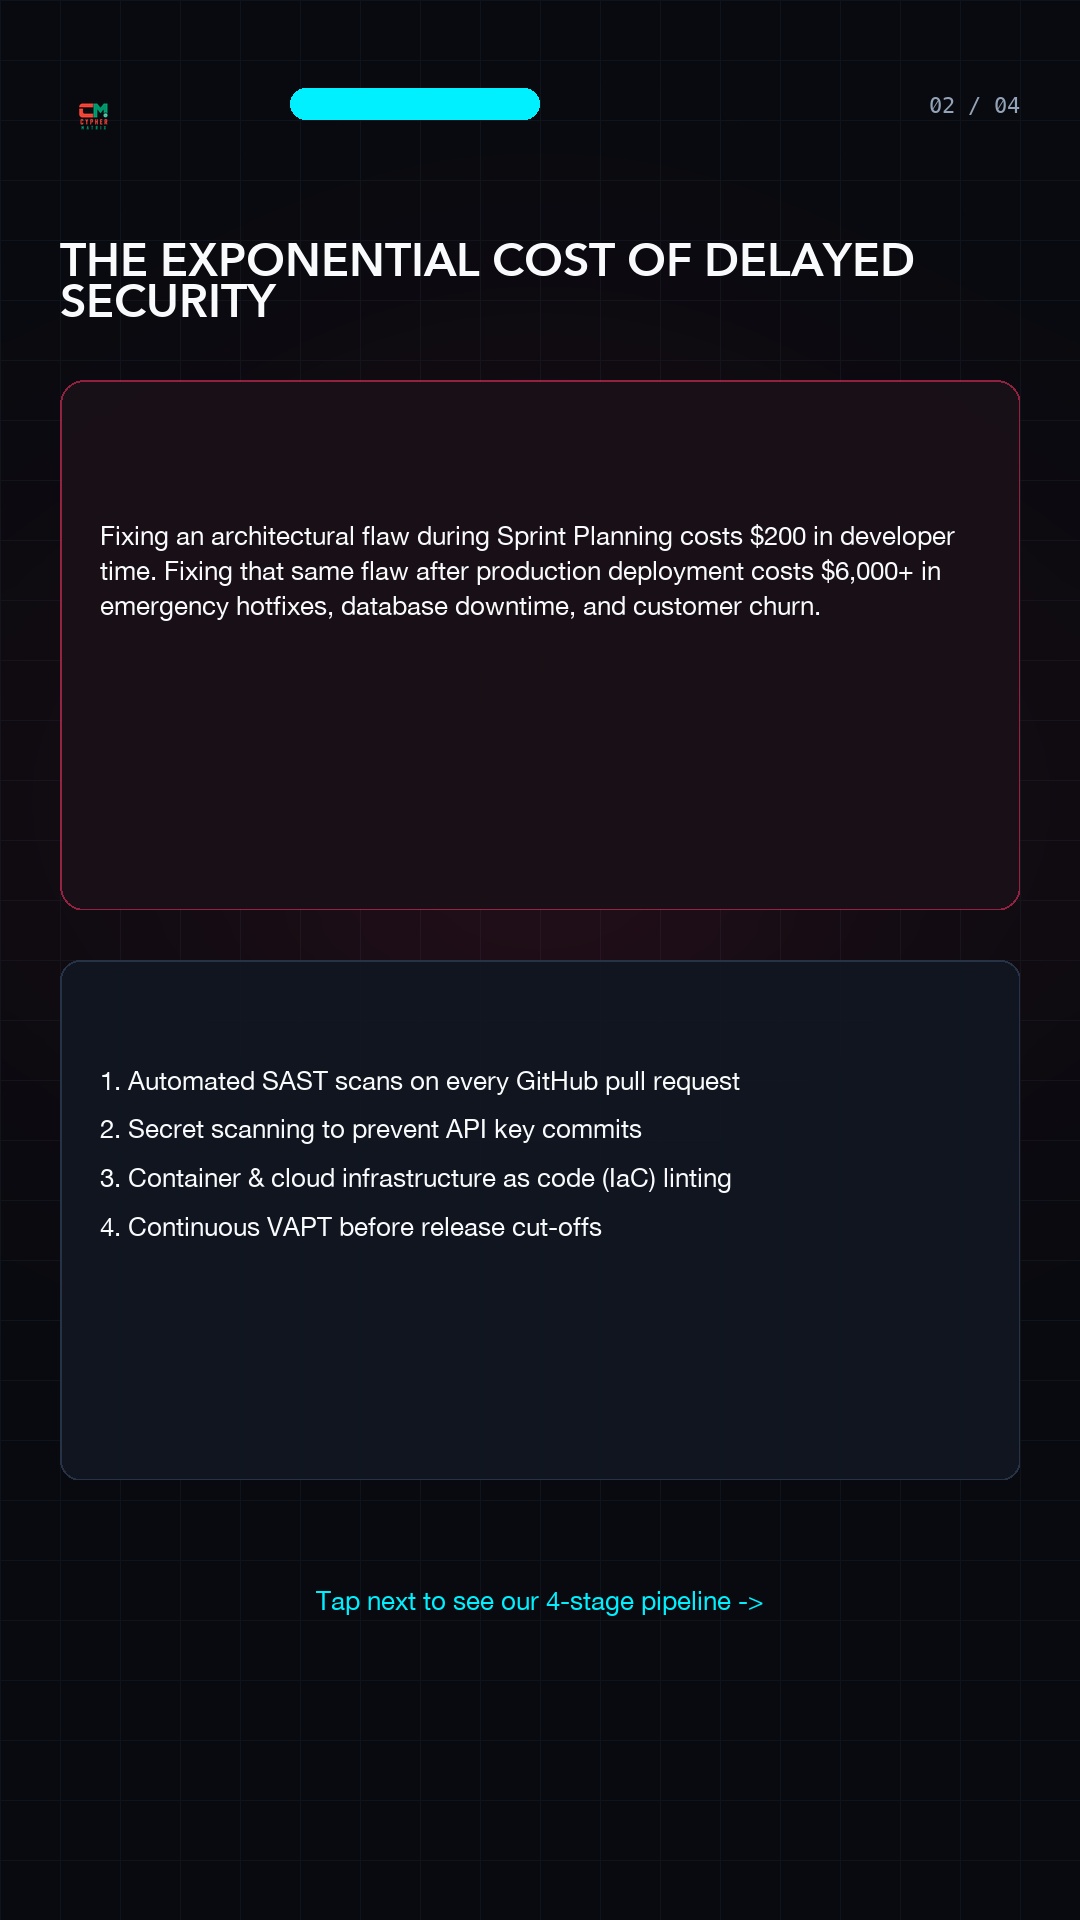 CM
CYPHER
MATRIX
02 / 04
THE EXPONENTIAL COST OF DELAYED
SECURITY
Fixing an architectural flaw during Sprint Planning costs $200 in developer
time. Fixing that same flaw after production deployment costs $6,000+ in
emergency hotfixes, database downtime, and customer churn.
1. Automated SAST scans on every GitHub pull request
2. Secret scanning to prevent API key commits
3. Container & cloud infrastructure as code (IaC) linting
4. Continuous VAPT before release cut-offs
Tap next to see our 4-stage pipeline ->